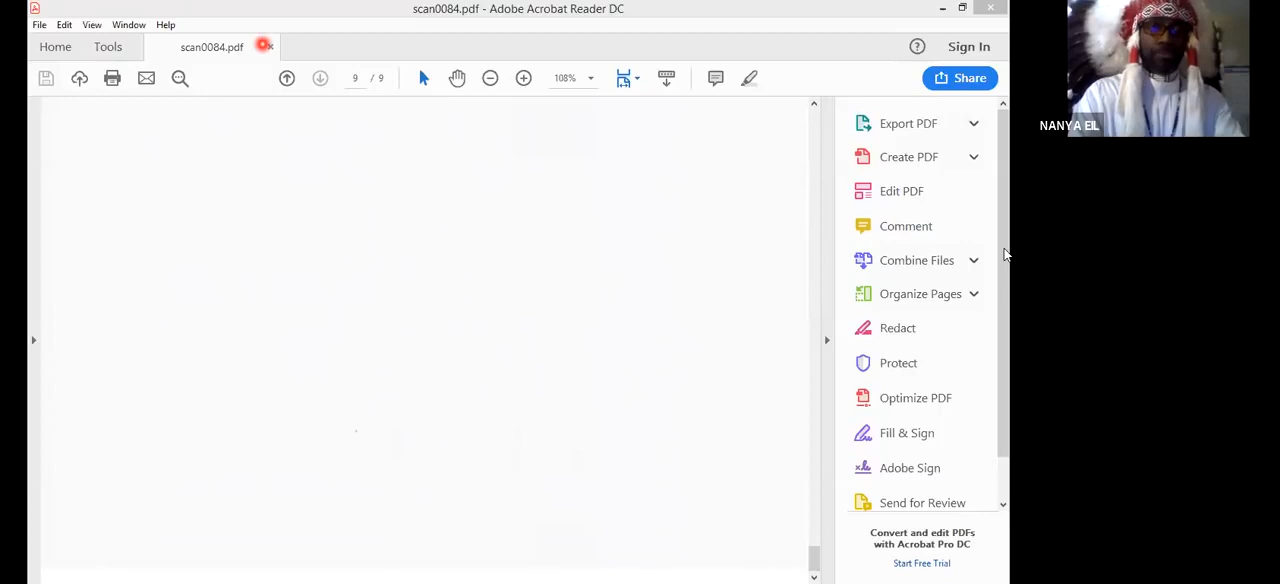 scan0084.pdf - Adobe Acrobat Reader DC
File Edit View Window Help
Home Tools scan0084.pdf Sign In
9 / 9 108% Share
Export PDF
Create PDF
Edit PDF
Comment
Combine Files
Organize Pages
Redact
Protect
Optimize PDF
Fill & Sign
Adobe Sign
Send for Review
Convert and edit PDFs
with Acrobat Pro DC
Start Free Trial
NANYA EIL